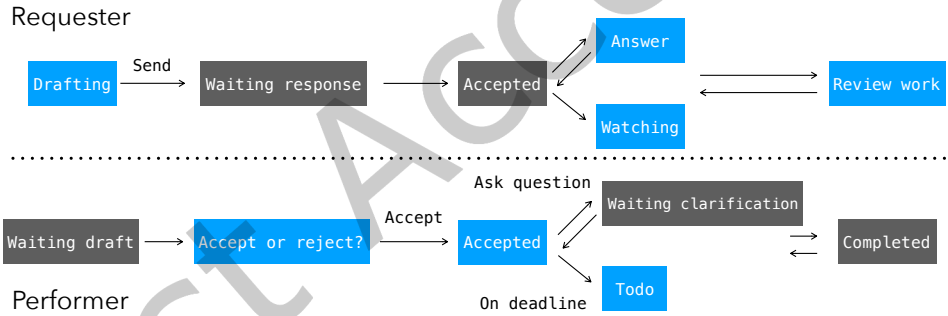 Requester
Drafting
Send
Waiting response
Accepted
Answer
Watching
Review work
Waiting draft
Accept or reject?
Accept
Accepted
Ask question
Waiting clarification
On deadline
Todo
Completed
Performer